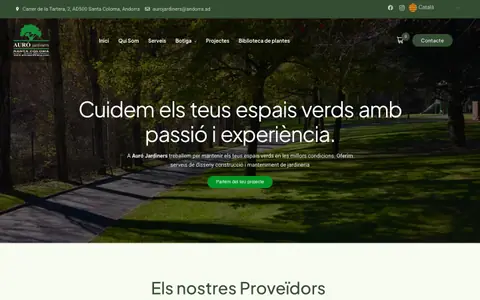 Carrer de la Tartera, 2, AD500 Santa Coloma, Andorra
aurojardiners@andorra.ad
Català
AURÓ jardiners
Inici
Qui Som
Serveis
Botiga
Projectes
Biblioteca de plantes
Contacte
Cuidem els teus espais verds amb
passió i experiència.
A Auró Jardiners treballem per mantenir els teus espais verds en les millors condicions. Oferim
serveis de disseny construcció i manteniment de jardineria.
Parlem del teu projecte
Els nostres Proveïdors